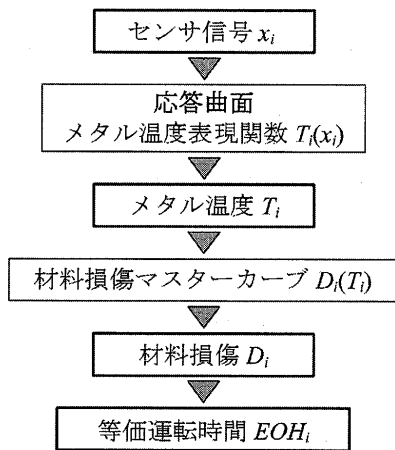 センサ信号 xi
応答曲面
メタル温度表現関数 Ti(xi)
メタル温度 Ti
材料損傷マスターカーブ Di(Ti)
材料損傷 Di
等価運転時間 EOHi